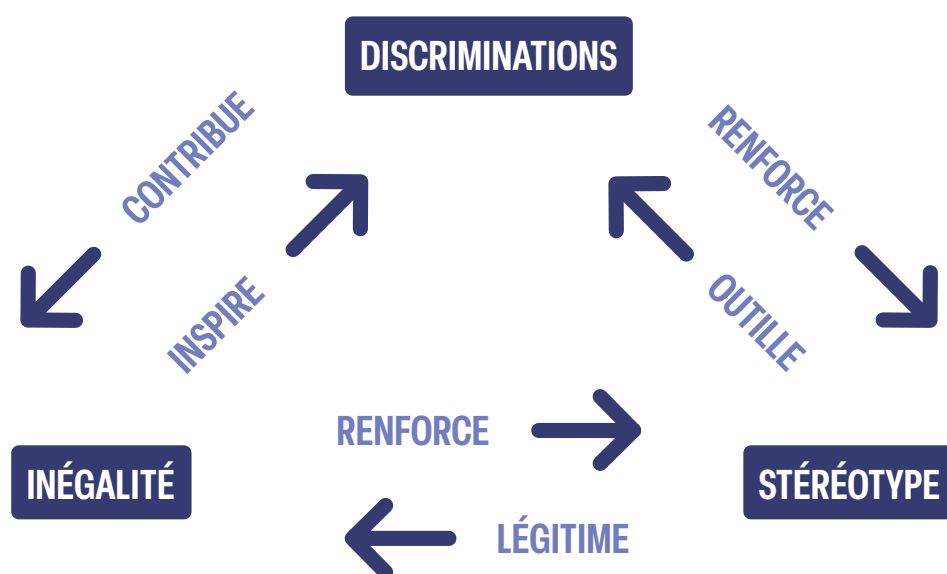 DISCRIMINATIONS
CONTRIBUE
RENFORCE
INSPIRE
OUTILLE
RENFORCE
INÉGALITÉ
STÉRÉOTYPE
LÉGITIME